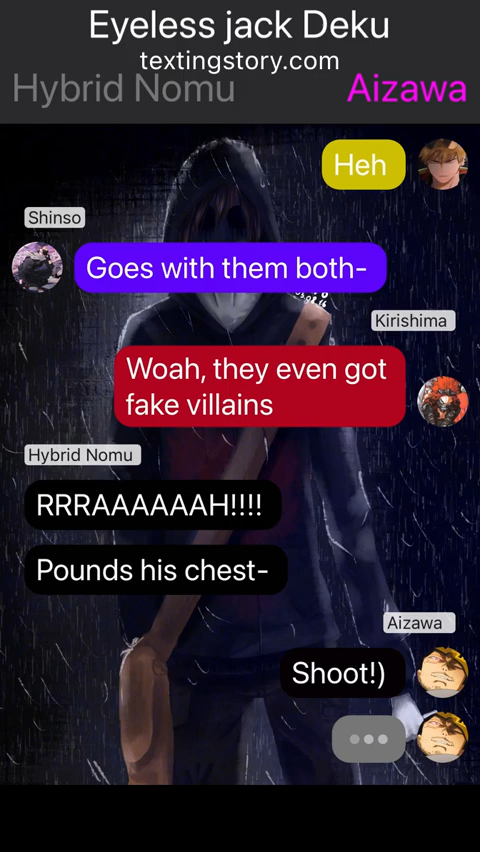 Eyeless jack Deku
textingstory.com
Hybrid Nomu
Aizawa
Heh
Shinso
Goes with them both-
Kirishima
Woah, they even got
fake villains
Hybrid Nomu
RRRAAAAAAH!!!!
Pounds his chest-
Aizawa
Shoot!)